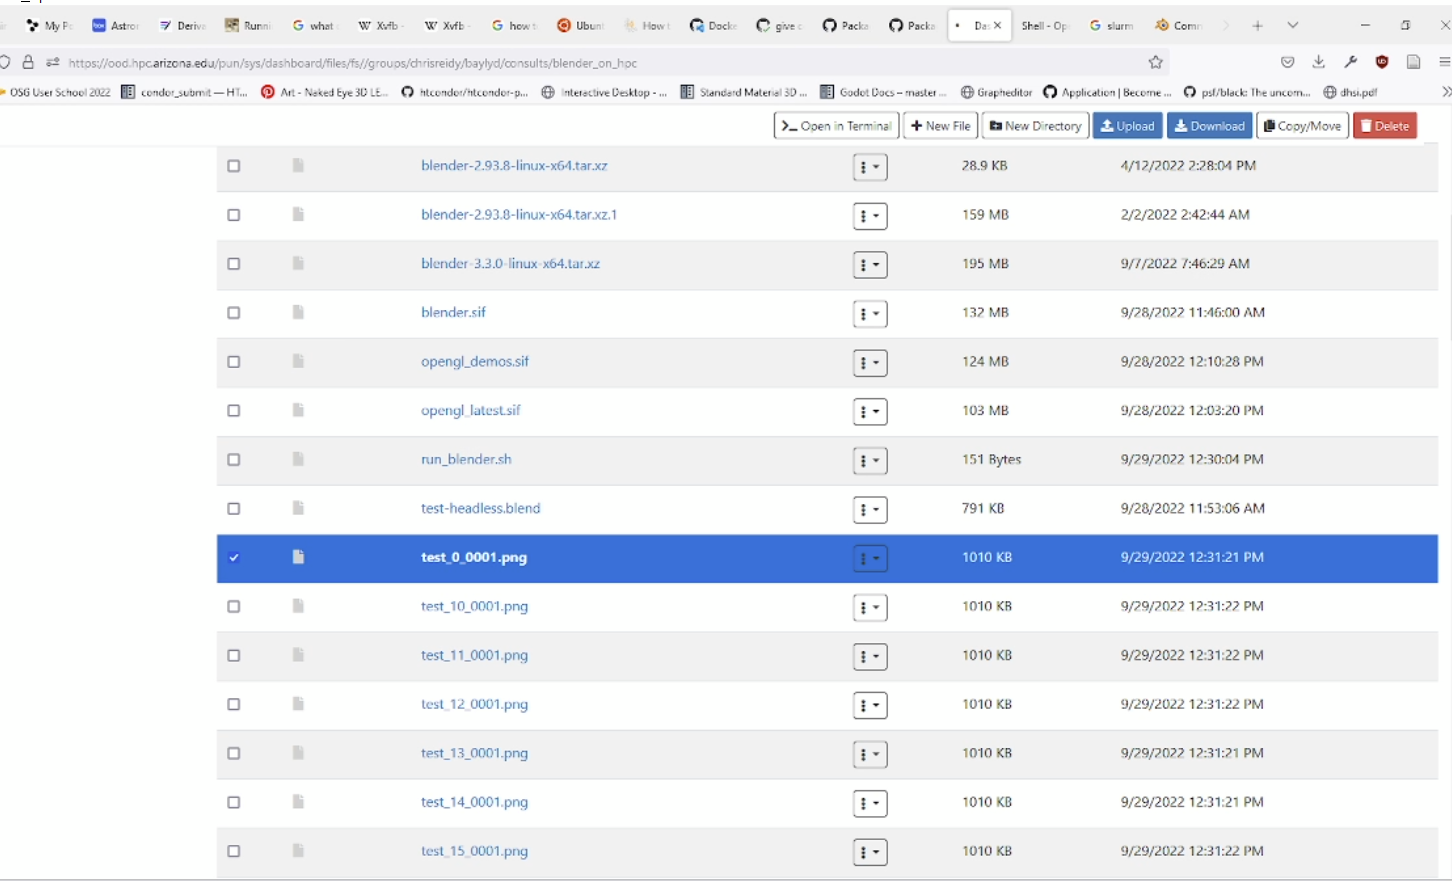 My Pc Astror Deriva Runni what Xvfb - Xvfb - how t Ubunt How t Docke give c Packa Packa Das Shell - Op slurm Comm
https://ood.hpc.arizona.edu/pun/sys/dashboard/files/fs//groups/chrisreidy/baylyd/consults/blender_on_hpc
OSG User School 2022 condor_submit — HT... Art - Naked Eye 3D LE... htcondor/htcondor-p... Interactive Desktop - ... Standard Material 3D ... Godot Docs – master ... Grapheditor Application | Become ... psf/black: The uncom... dhsi.pdf
>_ Open in Terminal + New File New Directory Upload Download Copy/Move Delete
blender-2.93.8-linux-x64.tar.xz 28.9 KB 4/12/2022 2:28:04 PM
blender-2.93.8-linux-x64.tar.xz.1 159 MB 2/2/2022 2:42:44 AM
blender-3.3.0-linux-x64.tar.xz 195 MB 9/7/2022 7:46:29 AM
blender.sif 132 MB 9/28/2022 11:46:00 AM
opengl_demos.sif 124 MB 9/28/2022 12:10:28 PM
opengl_latest.sif 103 MB 9/28/2022 12:03:20 PM
run_blender.sh 151 Bytes 9/29/2022 12:30:04 PM
test-headless.blend 791 KB 9/28/2022 11:53:06 AM
test_0_0001.png 1010 KB 9/29/2022 12:31:21 PM
test_10_0001.png 1010 KB 9/29/2022 12:31:22 PM
test_11_0001.png 1010 KB 9/29/2022 12:31:22 PM
test_12_0001.png 1010 KB 9/29/2022 12:31:22 PM
test_13_0001.png 1010 KB 9/29/2022 12:31:21 PM
test_14_0001.png 1010 KB 9/29/2022 12:31:21 PM
test_15_0001.png 1010 KB 9/29/2022 12:31:22 PM